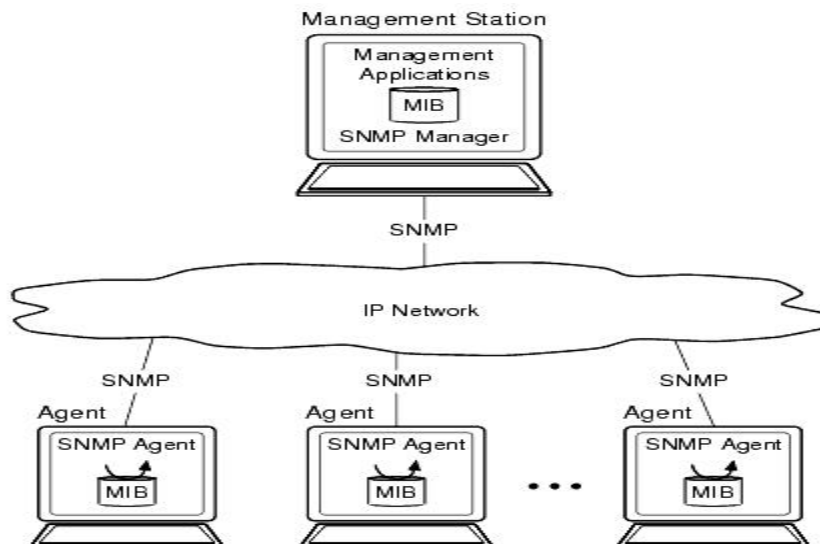 Management Station
Management
Applications
MIB
SNMP Manager
SNMP
IP Network
SNMP
SNMP
SNMP
Agent
Agent
Agent
SNMP Agent
SNMP Agent
SNMP Agent
MIB
MIB
• • •
MIB